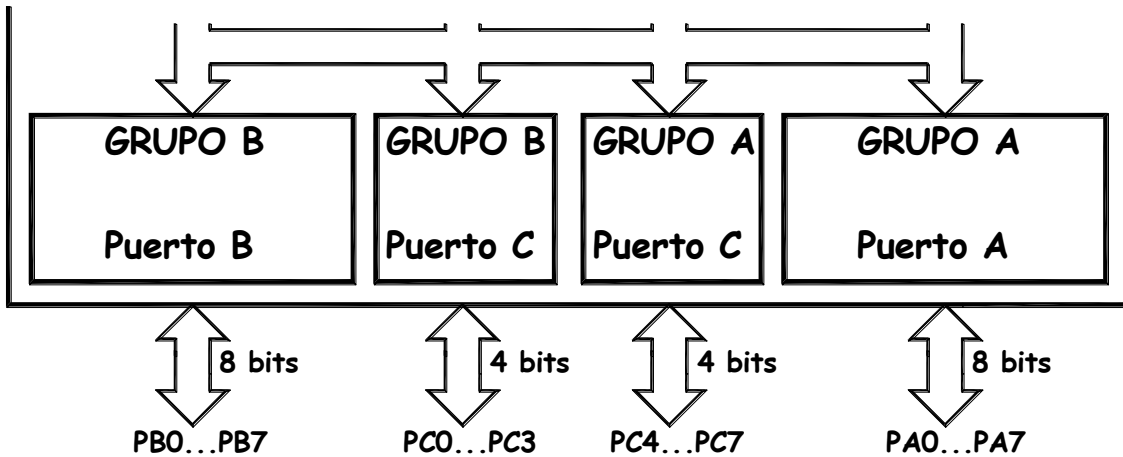 GRUPO B GRUPO B GRUPO A GRUPO A
Puerto B Puerto C Puerto C Puerto A
8 bits 4 bits 4 bits 8 bits
PB0...PB7 PC0...PC3 PC4...PC7 PA0...PA7